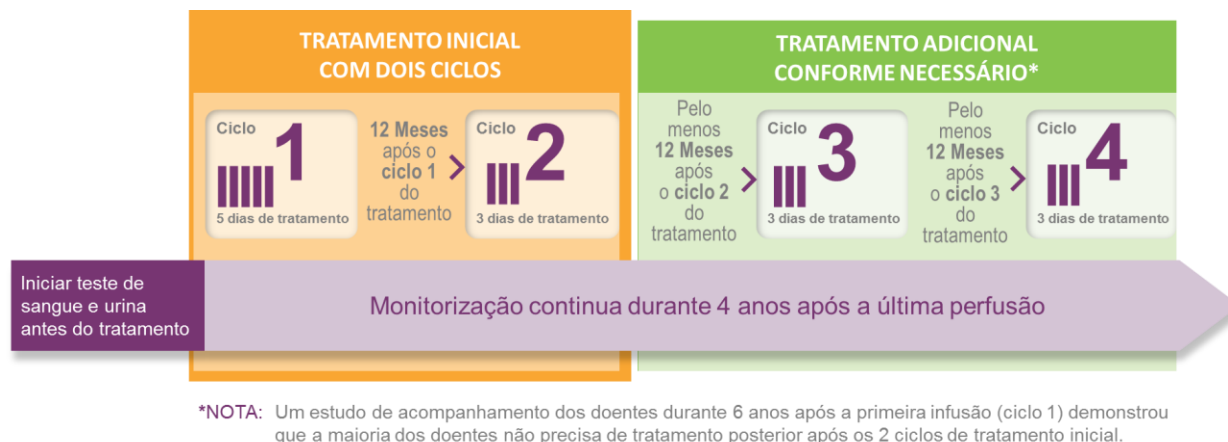 TRATAMENTO INICIAL
COM DOIS CICLOS
TRATAMENTO ADICIONAL
CONFORME NECESSÁRIO*
Ciclo
1
5 dias de tratamento
12 Meses
após o
ciclo 1
do
tratamento
Ciclo
2
3 dias de tratamento
Pelo
menos
12 Meses
após
o ciclo 2
do
tratamento
Ciclo
3
3 dias de tratamento
Pelo
menos
12 Meses
após
o ciclo 3
do
tratamento
Ciclo
4
3 dias de tratamento
Iniciar teste de
sangue e urina
antes do tratamento
Monitorização continua durante 4 anos após a última perfusão
*NOTA: Um estudo de acompanhamento dos doentes durante 6 anos após a primeira infusão (ciclo 1) demonstrou
que a maioria dos doentes não precisa de tratamento posterior após os 2 ciclos de tratamento inicial.